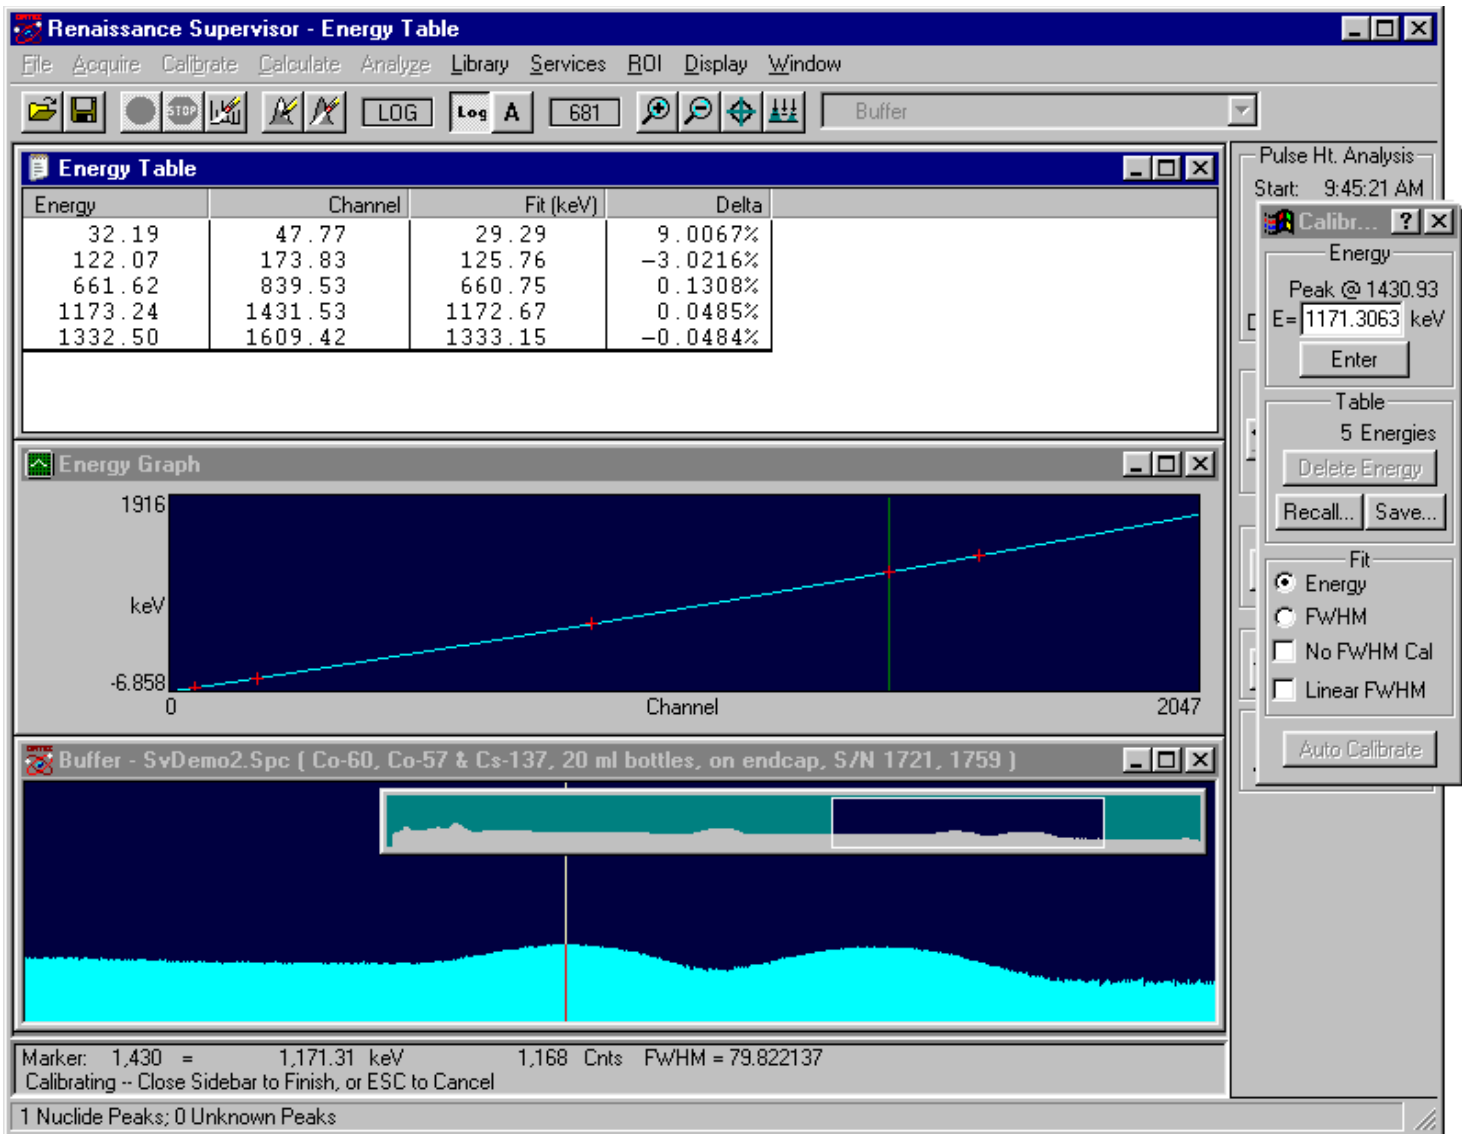 Renaissance Supervisor - Energy Table
File Acquire Calibrate Calculate Analyze Library Services ROI Display Window
STOP LOG Log A 681 Buffer
Energy Table
Energy Channel Fit (keV) Delta
32.19 47.77 29.29 9.0067%
122.07 173.83 125.76 −3.0216%
661.62 839.53 660.75 0.1308%
1173.24 1431.53 1172.67 0.0485%
1332.50 1609.42 1333.15 −0.0484%
Energy Graph
1916
keV
-6.858
0 Channel 2047
Buffer - SvDemo2.Spc ( Co-60, Co-57 & Cs-137, 20 ml bottles, on endcap, S/N 1721, 1759 )
Marker: 1,430 = 1,171.31 keV 1,168 Cnts FWHM = 79.822137
Calibrating -- Close Sidebar to Finish, or ESC to Cancel
1 Nuclide Peaks; 0 Unknown Peaks
Pulse Ht. Analysis
Start: 9:45:21 AM
Calibr... ?
Energy
Peak @ 1430.93
E= 1171.3063 keV
Enter
Table
5 Energies
Delete Energy
Recall... Save...
Fit
Energy
FWHM
No FWHM Cal
Linear FWHM
Auto Calibrate